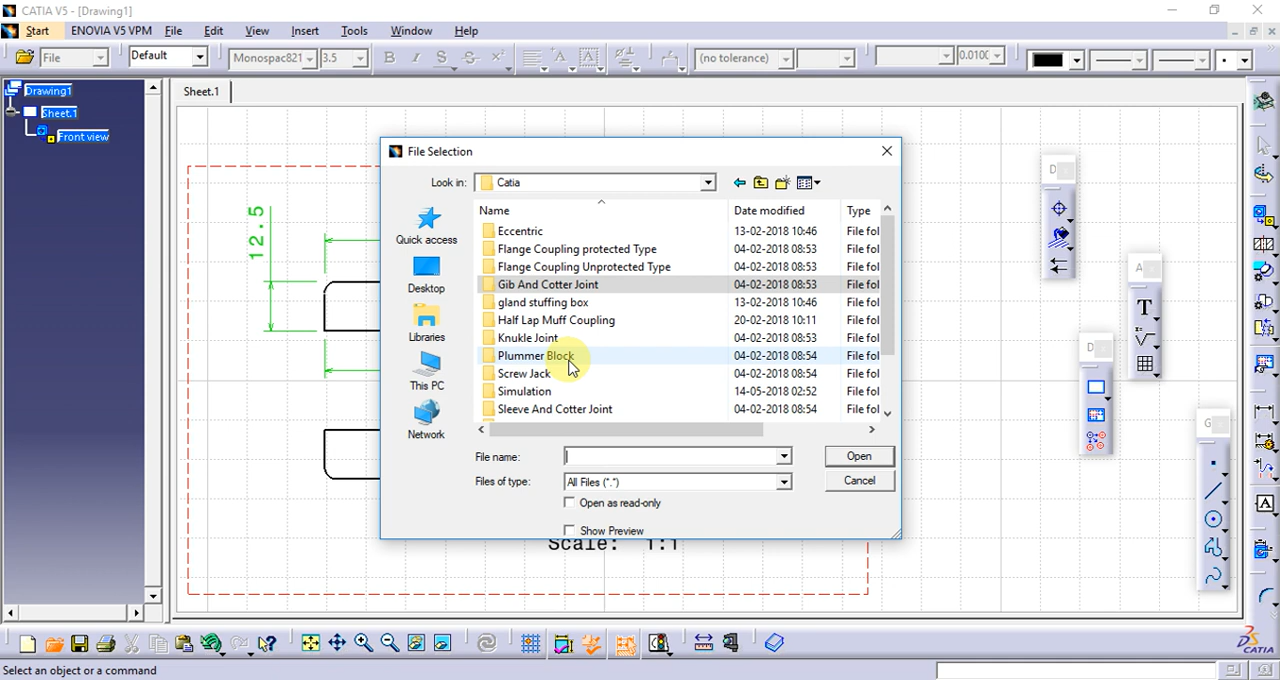 CATIA V5 - [Drawing1]
Start ENOVIA V5 VPM File Edit View Insert Tools Window Help
File Default Monospac821 3.5 B I S S (no tolerance) 0.010(
Drawing1
Sheet.1
Front view
Sheet.1
12.5
File Selection
Look in: Catia
Quick access
Desktop
Libraries
This PC
Network
Name Date modified Type
Eccentric 13-02-2018 10:46 File fol
Flange Coupling protected Type 04-02-2018 08:53 File fol
Flange Coupling Unprotected Type 04-02-2018 08:53 File fol
Gib And Cotter Joint 04-02-2018 08:53 File fol
gland stuffing box 13-02-2018 10:46 File fol
Half Lap Muff Coupling 20-02-2018 10:11 File fol
Knukle Joint 04-02-2018 08:53 File fol
Plummer Block 04-02-2018 08:54 File fol
Screw Jack 04-02-2018 08:54 File fol
Simulation 14-05-2018 02:52 File fol
Sleeve And Cotter Joint 04-02-2018 08:54 File fol
File name: Open
Files of type: All Files (*.*) Cancel
Open as read-only
Show Preview
Scale: 1:1
D
A
T
D
G
CATIA
Select an object or a command